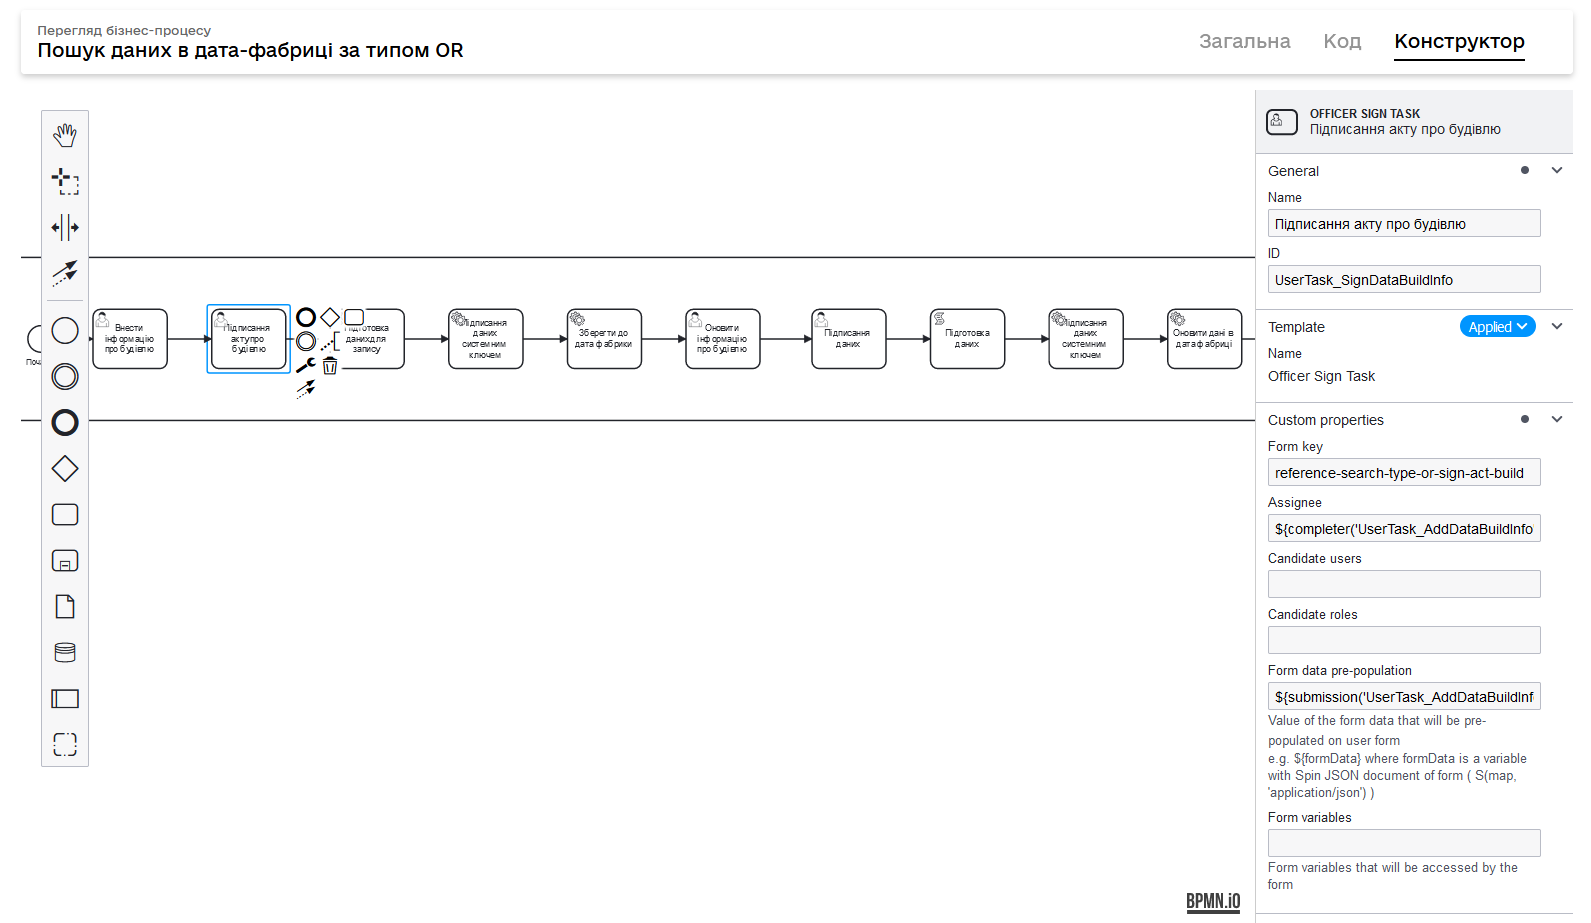 Перегляд бізнес-процесу
Пошук даних в дата-фабриці за типом OR
Загальна
Код
Конструктор
Внести
інформацію
про будівлю
Підписання
акту про
будівлю
Підготовка
даних для
запису
Підписання
даних
системним
ключем
Зберегти до
дата фабрики
Оновити
інформацію
про будівлю
Підписання
даних
Підготовка
даних
Підписання
даних
системним
ключем
Оновити дані в
дата фабриці
OFFICER SIGN TASK
Підписання акту про будівлю
General
Name
Підписання акту про будівлю
ID
UserTask_SignDataBuildInfo
Template
Applied
Name
Officer Sign Task
Custom properties
Form key
reference-search-type-or-sign-act-build
Assignee
${completer('UserTask_AddDataBuildInfo
Candidate users
Candidate roles
Form data pre-population
${submission('UserTask_AddDataBuildInf
Value of the form data that will be pre-
populated on user form
e.g. ${formData} where formData is a variable
with Spin JSON document of form ( S(map,
'application/json') )
Form variables
Form variables that will be accessed by the
form
BPMN.iO